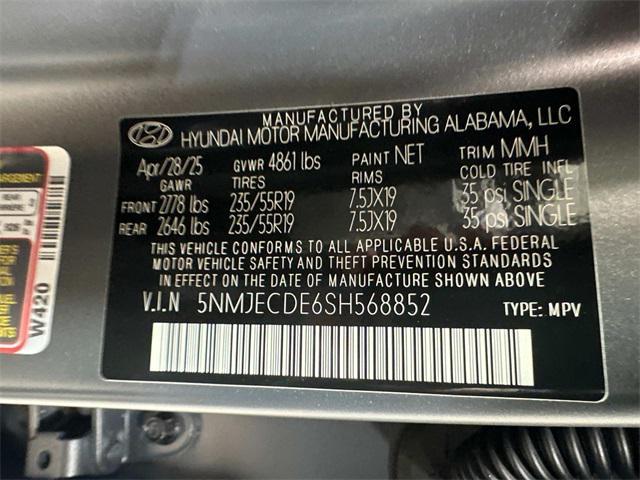 MANUFACTURED BY
HYUNDAI MOTOR MANUFACTURING ALABAMA, LLC
Apr/28/25 GVWR 4861 lbs PAINT NET TRIM MMH
GAWR TIRES RIMS COLD TIRE INFL
FRONT 2778 lbs 235/55R19 7.5JX19 35 psi SINGLE
REAR 2646 lbs 235/55R19 7.5JX19 35 psi SINGLE
THIS VEHICLE CONFORMS TO ALL APPLICABLE U.S.A. FEDERAL
MOTOR VEHICLE SAFETY AND THEFT PREVENTION STANDARDS
IN EFFECT ON THE DATE OF MANUFACTURE SHOWN ABOVE
V.I.N 5NMJECDE6SH568852 TYPE: MPV
W420
REAR